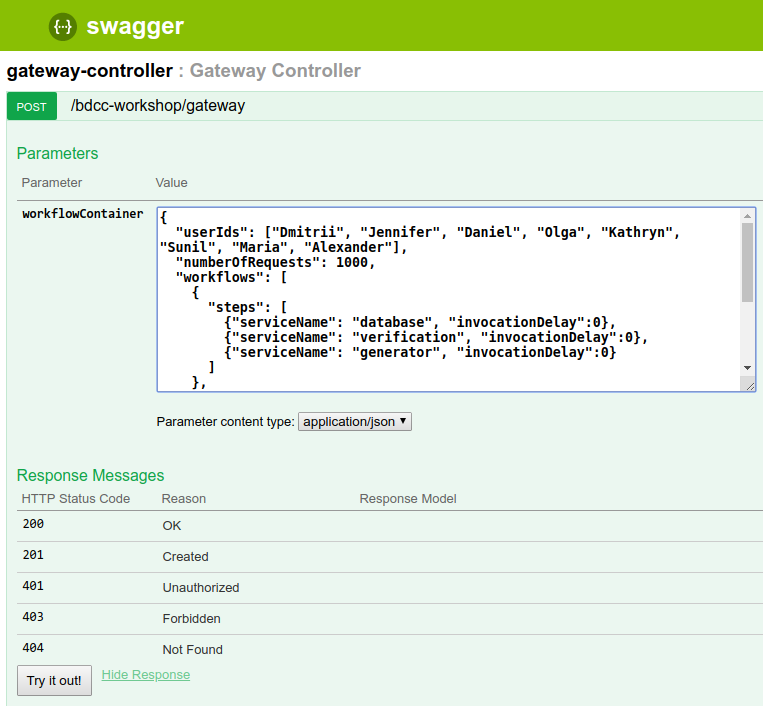 {···} swagger
gateway-controller : Gateway Controller
POST /bdcc-workshop/gateway
Parameters
Parameter Value
workflowContainer
{
"userIds": ["Dmitrii", "Jennifer", "Daniel", "Olga", "Kathryn",
"Sunil", "Maria", "Alexander"],
"numberOfRequests": 1000,
"workflows": [
{
"steps": [
{"serviceName": "database", "invocationDelay":0},
{"serviceName": "verification", "invocationDelay":0},
{"serviceName": "generator", "invocationDelay":0}
]
},
Parameter content type: application/json
Response Messages
HTTP Status Code Reason Response Model
200 OK
201 Created
401 Unauthorized
403 Forbidden
404 Not Found
Try it out! Hide Response